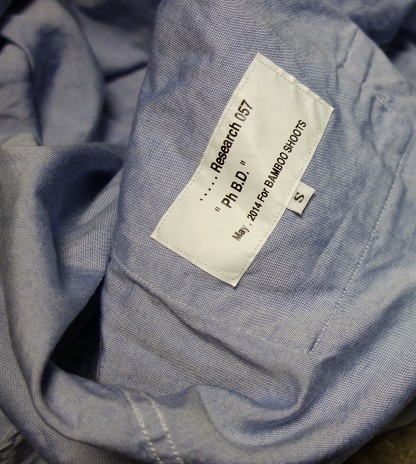 ..... Research 057
" Ph B.D. "
May , 2014 For BAMBOO SHOOTS
S